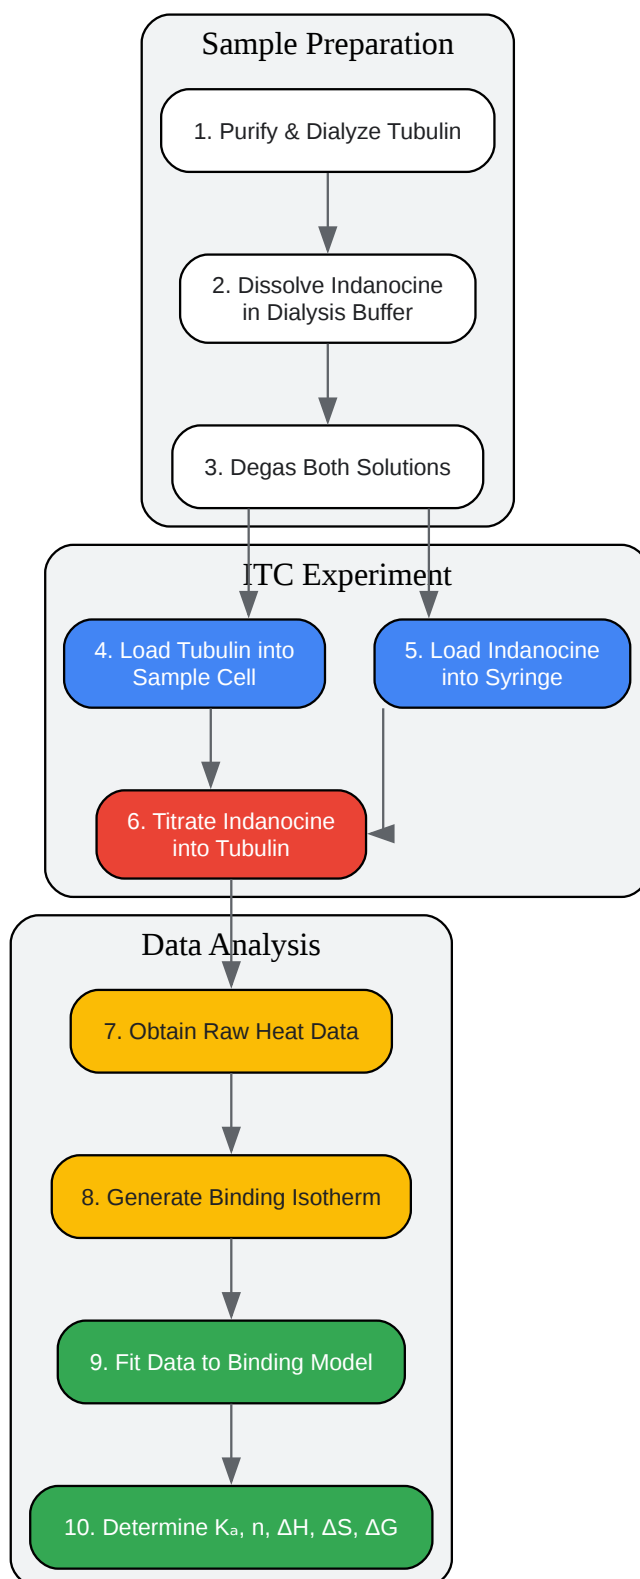 Sample Preparation
1. Purify & Dialyze Tubulin
2. Dissolve Indanocine
in Dialysis Buffer
3. Degas Both Solutions
ITC Experiment
4. Load Tubulin into
Sample Cell
5. Load Indanocine
into Syringe
6. Titrate Indanocine
into Tubulin
Data Analysis
7. Obtain Raw Heat Data
8. Generate Binding Isotherm
9. Fit Data to Binding Model
10. Determine Kₐ, n, ΔH, ΔS, ΔG